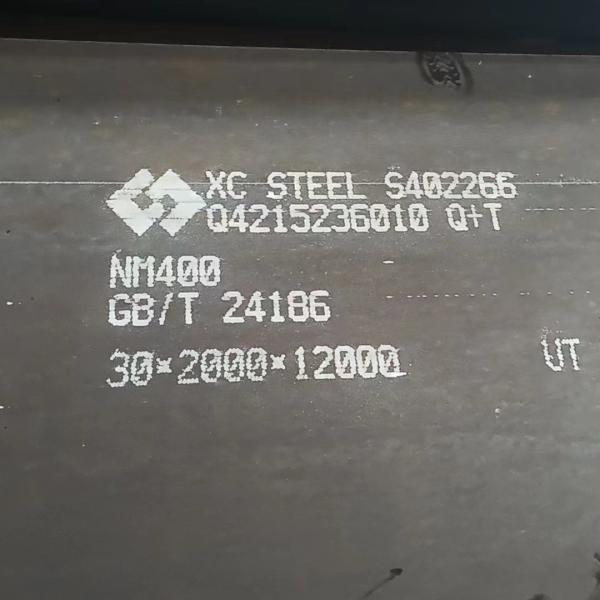 XC STEEL S402266
Q4215236010 Q+T
NM400
GB/T 24186
30*2000*12000
UT